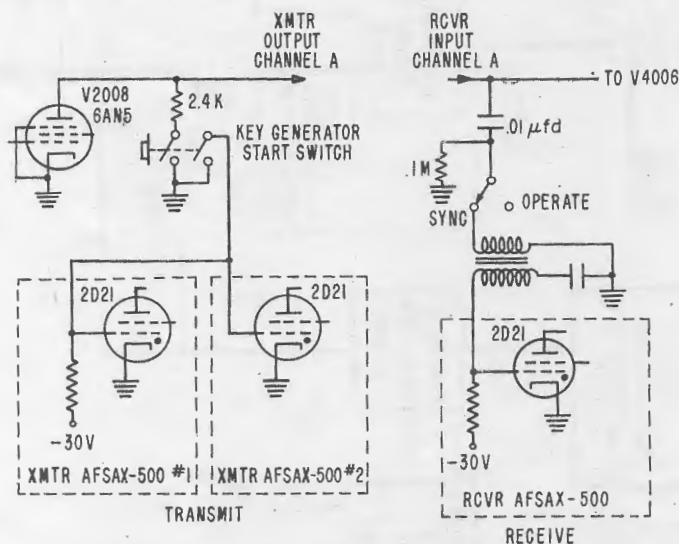 XMTR
OUTPUT
CHANNEL A
V2008
6AN5
2.4K
KEY GENERATOR
START SWITCH
2D21
2D21
-30V
XMTR AFSAX-500 #1
XMTR AFSAX-500 #2
TRANSMIT
RCVR
INPUT
CHANNEL A
TO V4006
.01 µfd
.1M
SYNC
OPERATE
2D21
-30V
RCVR AFSAX-500
RECEIVE